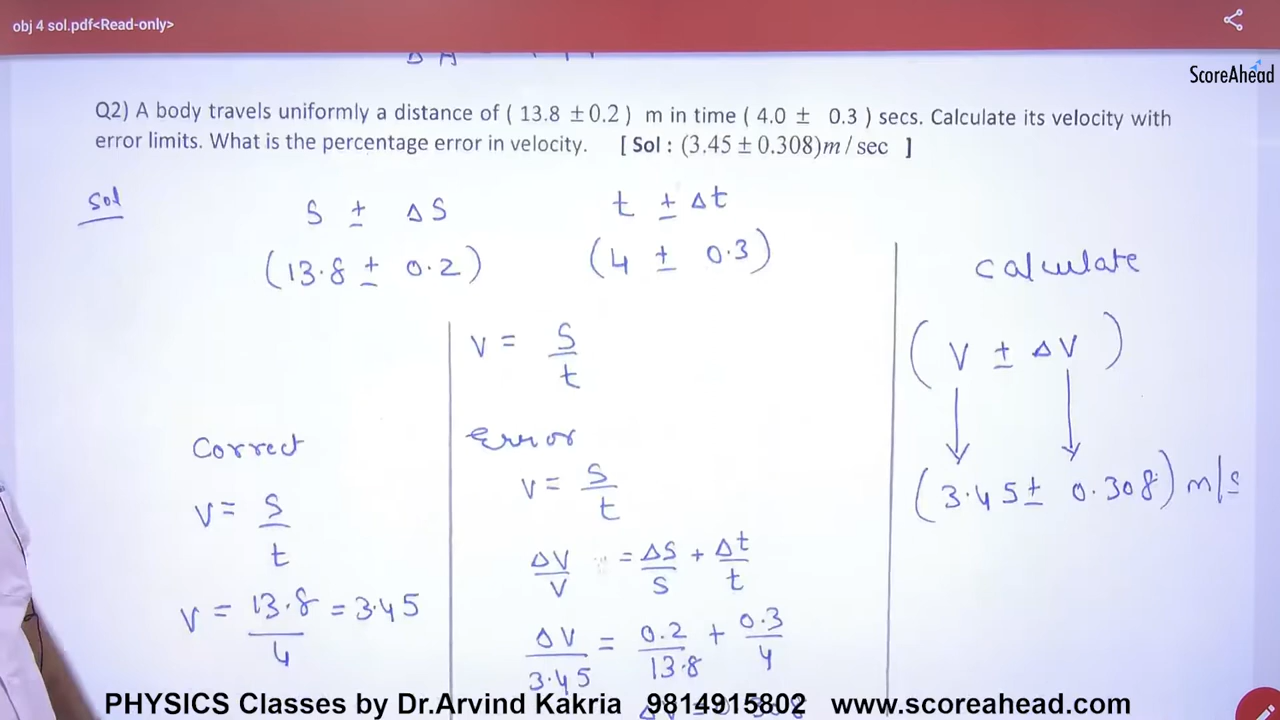 obj 4 sol.pdf<Read-only>
ScoreAhead
Q2) A body travels uniformly a distance of ( 13.8 ±0.2 ) m in time ( 4.0 ± 0.3 ) secs. Calculate its velocity with
error limits. What is the percentage error in velocity. [ Sol : (3.45 ± 0.308)m / sec ]
Sol
S ± ΔS
t ± Δt
(13.8 ± 0.2)
(4 ± 0.3)
V = S/t
Correct
V = S/t
V = 13.8/4 = 3.45
Error
V = S/t
ΔV/V = ΔS/S + Δt/t
ΔV/3.45 = 0.2/13.8 + 0.3/4
Calculate
(V ± ΔV)
(3.45 ± 0.308) m/s
PHYSICS Classes by Dr.Arvind Kakria 9814915802 www.scoreahead.com